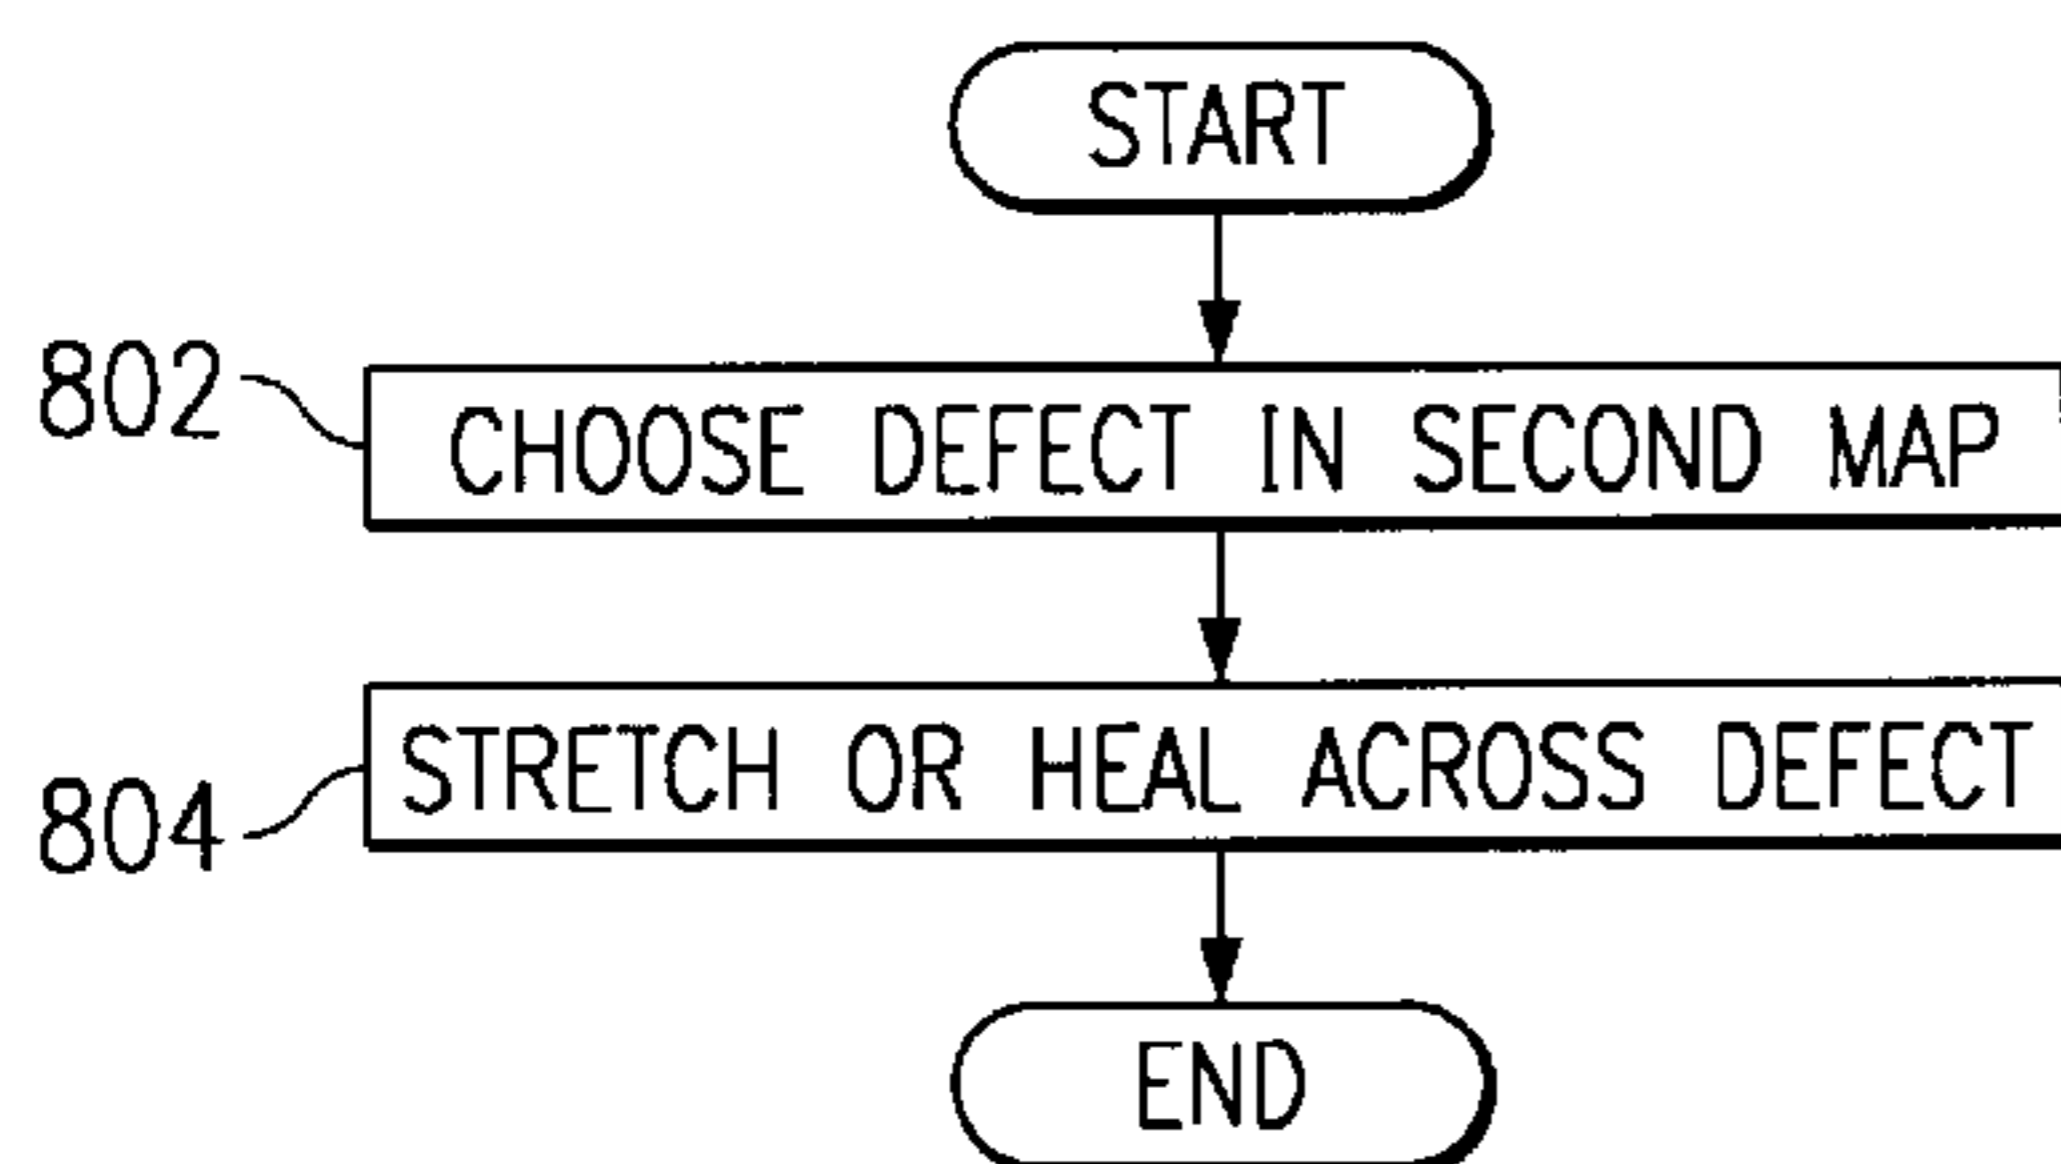 START
802
CHOOSE DEFECT IN SECOND MAP
804
STRETCH OR HEAL ACROSS DEFECT
END